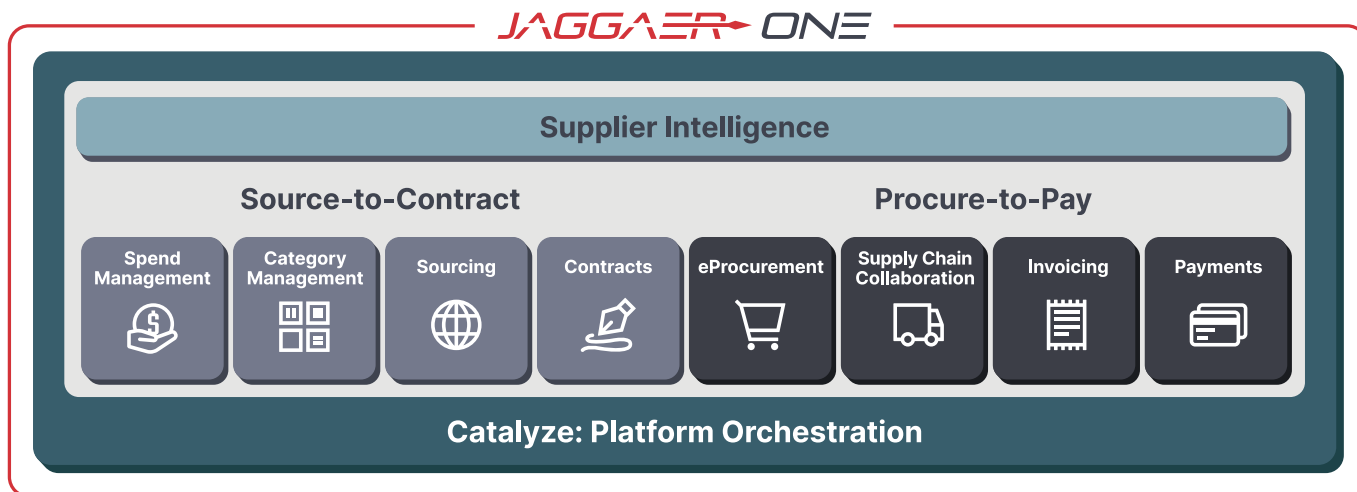 JAGGAER ONE
Supplier Intelligence
Source-to-Contract
Procure-to-Pay
Spend
Management
Category
Management
Sourcing
Contracts
eProcurement
Supply Chain
Collaboration
Invoicing
Payments
Catalyze: Platform Orchestration